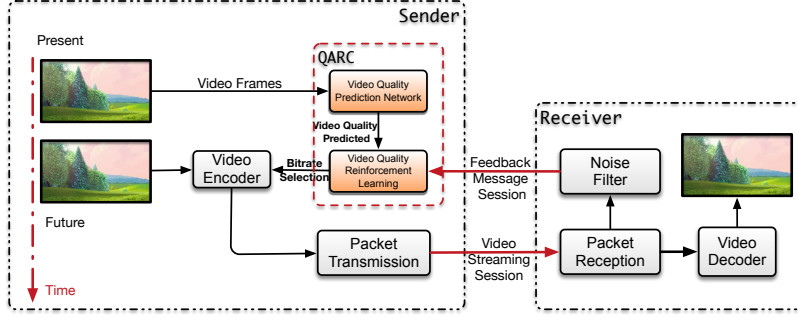 Sender
Present
QARC
Video Frames
Video Quality
Prediction Network
Video Quality
Predicted
Receiver
Video
Encoder
Bitrate
Selection
Video Quality
Reinforcement
Learning
Feedback
Message
Session
Noise
Filter
Future
Packet
Transmission
Video
Streaming
Session
Packet
Reception
Video
Decoder
Time